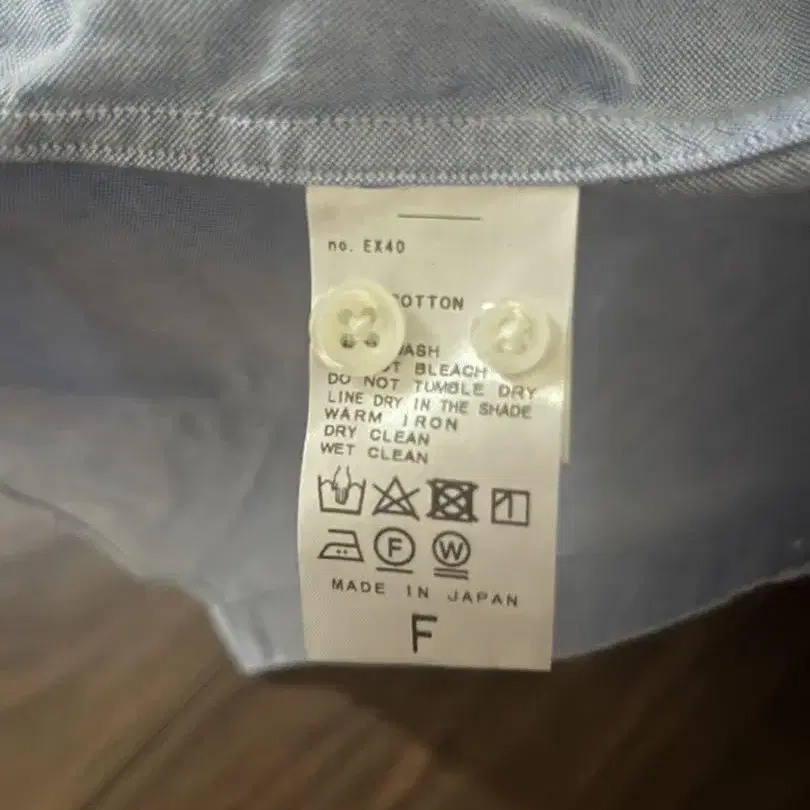 no. EX40
COTTON
WASH
BLEACH
DO NOT TUMBLE DRY
LINE DRY IN THE SHADE
WARM IRON
DRY CLEAN
WET CLEAN
F W
MADE IN JAPAN
F